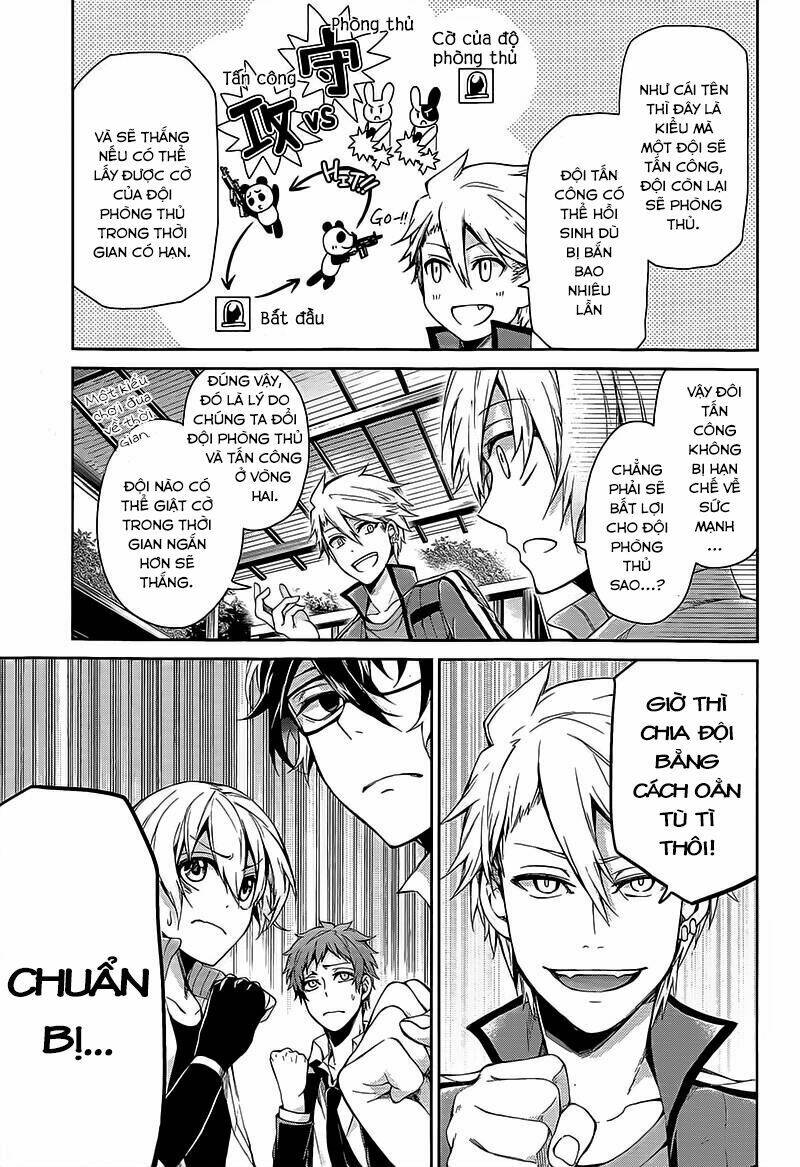 NHƯ CÁI TÊN
THÌ ĐÂY LÀ
KIỂU MÀ
MỘT ĐỘI SẼ
TẤN CÔNG,
ĐỘI CÒN LẠI
SẼ PHÒNG
THỦ.
ĐỘI TẤN
CÔNG CÓ
THỂ HỒI
SINH DÙ
BỊ BẮN
BAO
NHIÊU
LẦN
Cờ của độ
phòng thủ
Phòng thủ
守
VS
Tấn công
攻
HIT!!
Go-!!
Bắt đầu
VÀ SẼ THẮNG
NẾU CÓ THỂ
LẤY ĐƯỢC CỜ
CỦA ĐỘI
PHÒNG THỦ
TRONG THỜI
GIAN CÓ HẠN.
VẬY ĐÔI
TẤN
CÔNG
KHÔNG
BỊ HẠN
CHẾ VỀ
SỨC
MẠNH
...
CHẲNG
PHẢI SẼ
BẤT LỢI
CHO ĐỘI
PHÒNG
THỦ
SAO...?
ĐÚNG VẬY,
ĐÓ LÀ LÝ DO
CHÚNG TA ĐỔI
ĐỘI PHÒNG THỦ
VÀ TẤN CÔNG
Ở VÒNG
HAI.
ĐỘI NÀO CÓ
THỂ GIẬT CỜ
TRONG THỜI
GIAN NGẮN
HƠN SẼ
THẮNG.
Một kiểu
chơi đua
về thời
gian
GIỜ THÌ
CHIA ĐỘI
BẰNG
CÁCH OẲN
TÙ TÌ
THÔI!
CHUẨN
BỊ...